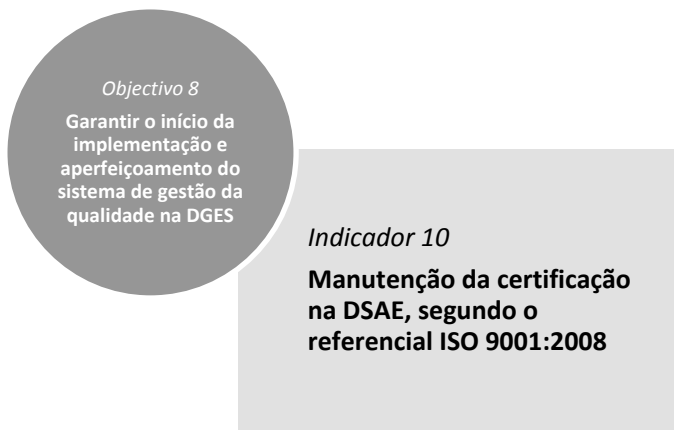 Objectivo 8
Garantir o início da
implementação e
aperfeiçoamento do
sistema de gestão da
qualidade na DGES
Indicador 10
Manutenção da certificação
na DSAE, segundo o
referencial ISO 9001:2008